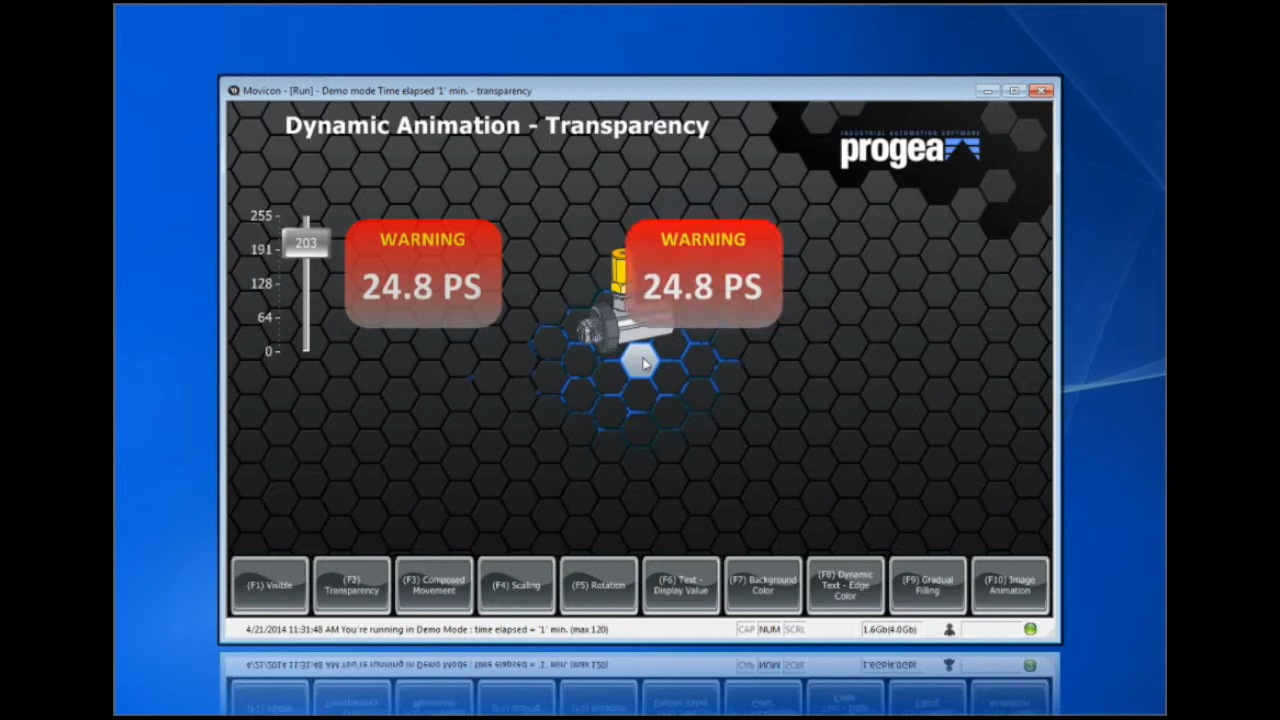 Movicon - [Run] - Demo mode Time elapsed '1' min. - transparency
Dynamic Animation - Transparency
INDUSTRIAL AUTOMATION SOFTWARE
progea
255
203
191
128
64
0
WARNING
24.8 PS
WARNING
24.8 PS
(F1) Visible
(F2)
Transparency
(F3) Composed
Movement
(F4) Scaling
(F5) Rotation
(F6) Text -
Display Value
(F7) Background
Color
(F8) Dynamic
Text - Edge
Color
(F9) Gradual
Filling
(F10) Image
Animation
4/21/2014 11:31:48 AM You're running in Demo Mode : time elapsed = '1' min. (max 120)
CAP NUM SCRL
1.6Gb(4.0Gb)